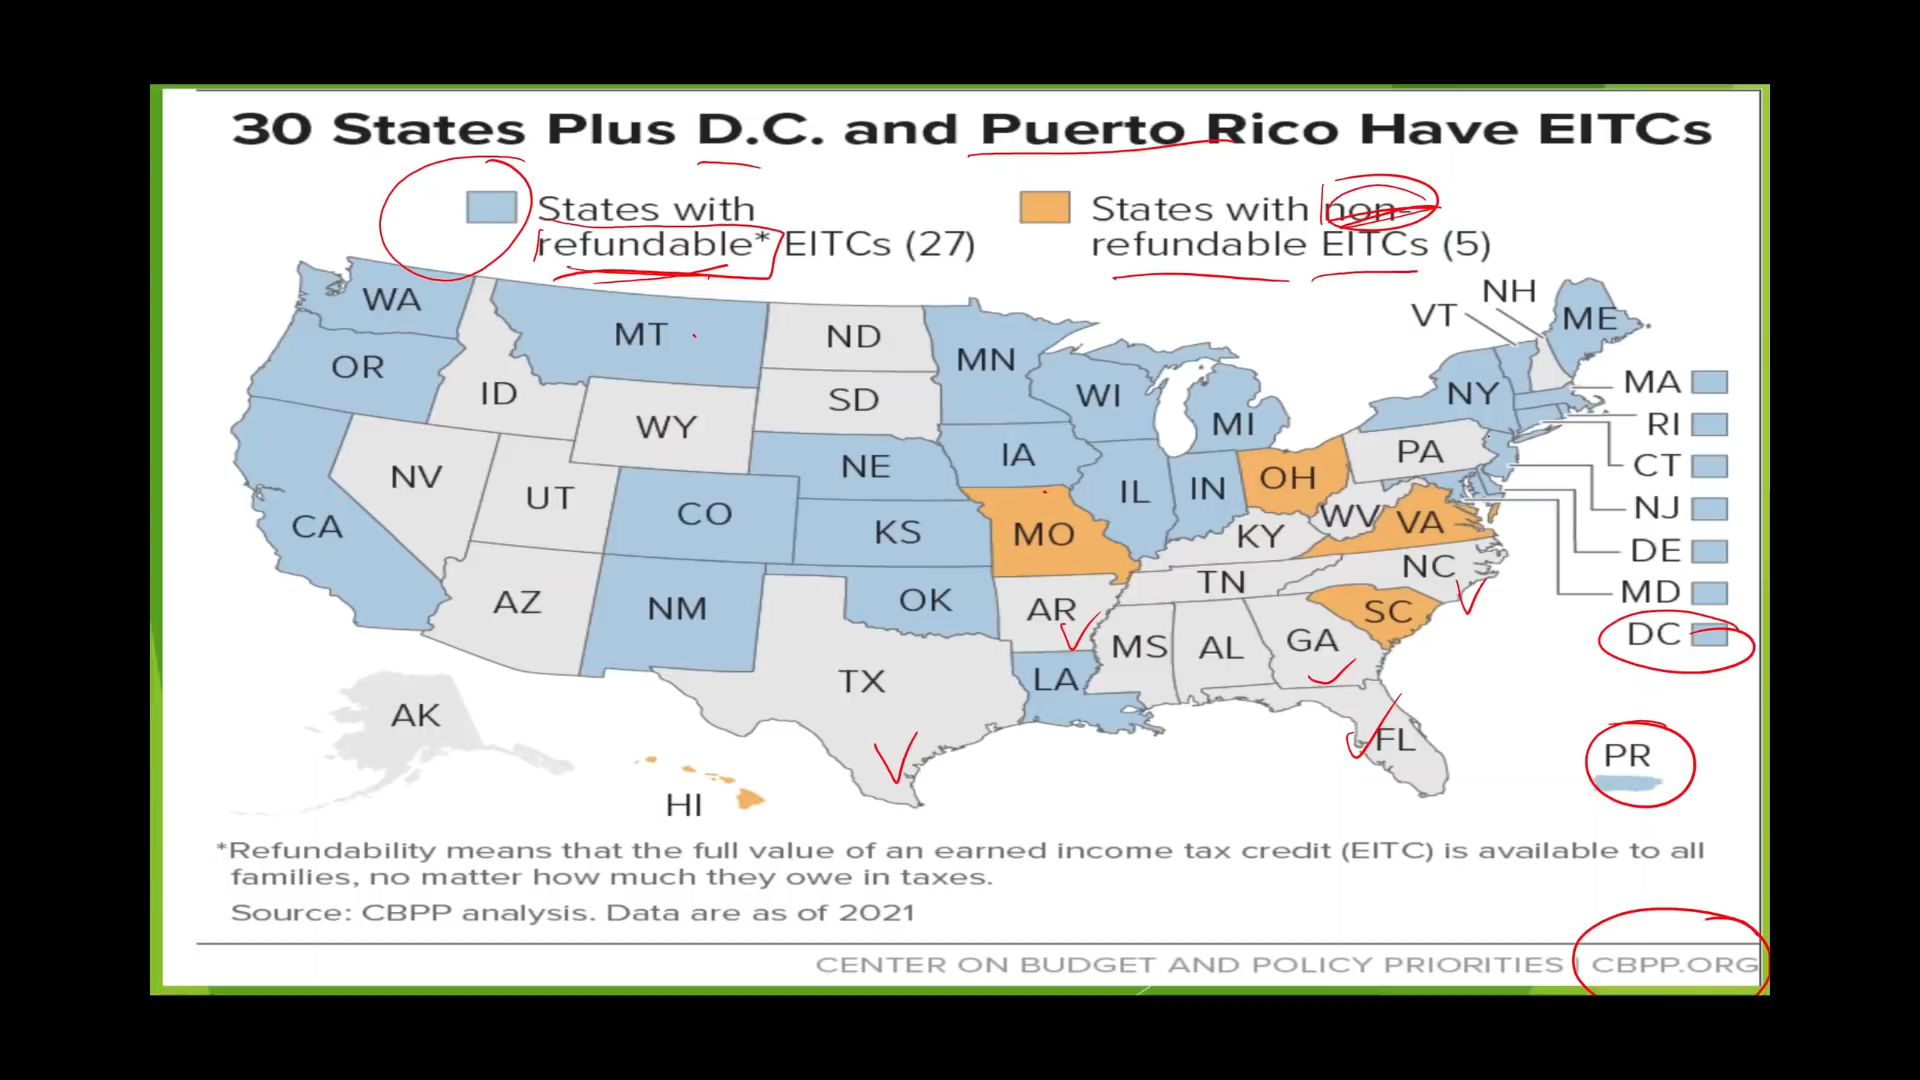 30 States Plus D.C. and Puerto Rico Have EITCs
States with
refundable* EITCs (27)
States with non-
refundable EITCs (5)
WA
MT
ND
MN
VT
NH
ME
OR
ID
WY
SD
WI
MI
NY
MA
RI
CT
NJ
DE
MD
DC
NV
UT
CO
NE
IA
IL
IN
OH
PA
CA
KS
MO
KY
WV
VA
AZ
NM
OK
AR
TN
NC
SC
TX
LA
MS
AL
GA
FL
AK
HI
PR
*Refundability means that the full value of an earned income tax credit (EITC) is available to all
families, no matter how much they owe in taxes.
Source: CBPP analysis. Data are as of 2021
CENTER ON BUDGET AND POLICY PRIORITIES | CBPP.ORG